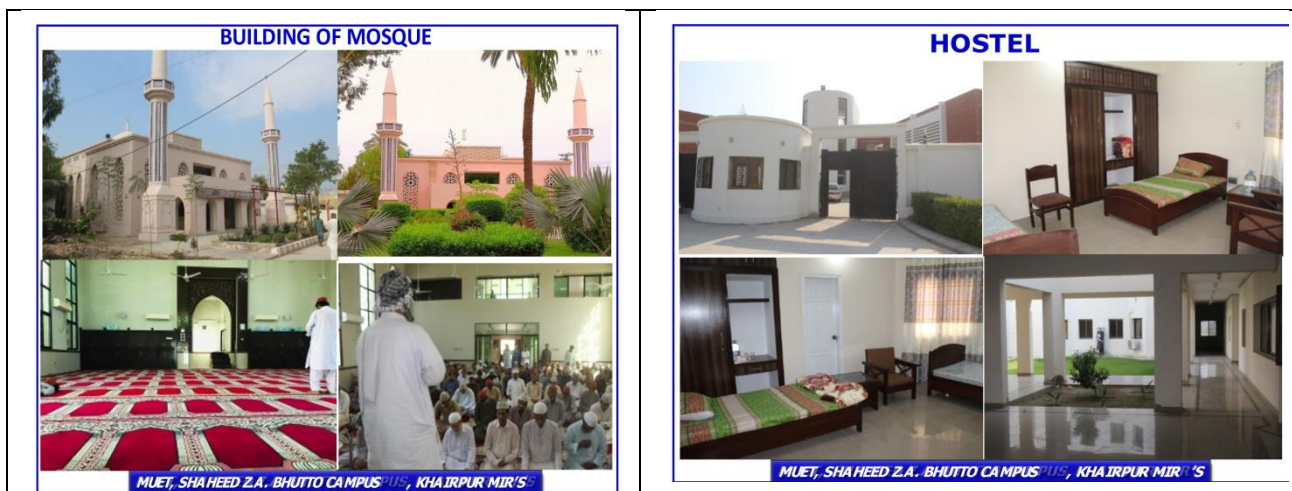 BUILDING OF MOSQUE
MUET, SHAHEED Z.A. BHUTTO CAMPUS, KHAIRPUR MIR'S
HOSTEL
MUET, SHAHEED Z.A. BHUTTO CAMPUS, KHAIRPUR MIR'S